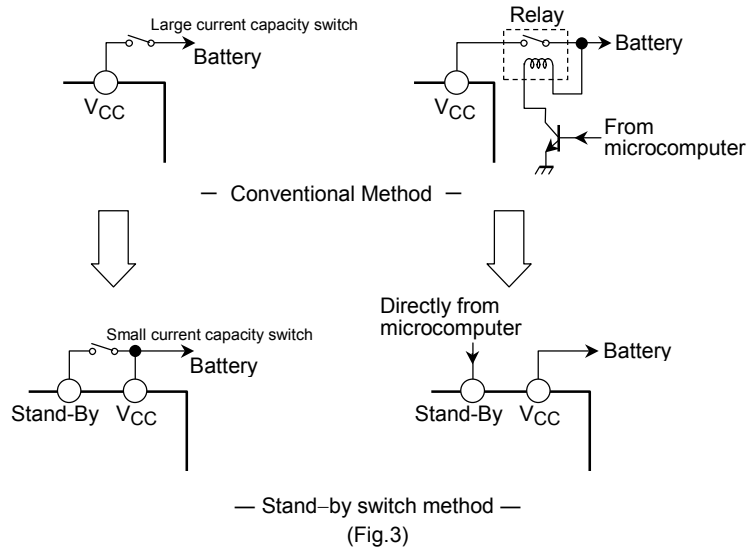 Large current capacity switch
Battery
VCC
Relay
Battery
VCC
From
microcomputer
— Conventional Method —
Small current capacity switch
Battery
Stand-By
VCC
Directly from
microcomputer
Battery
Stand-By
VCC
— Stand–by switch method —
(Fig.3)